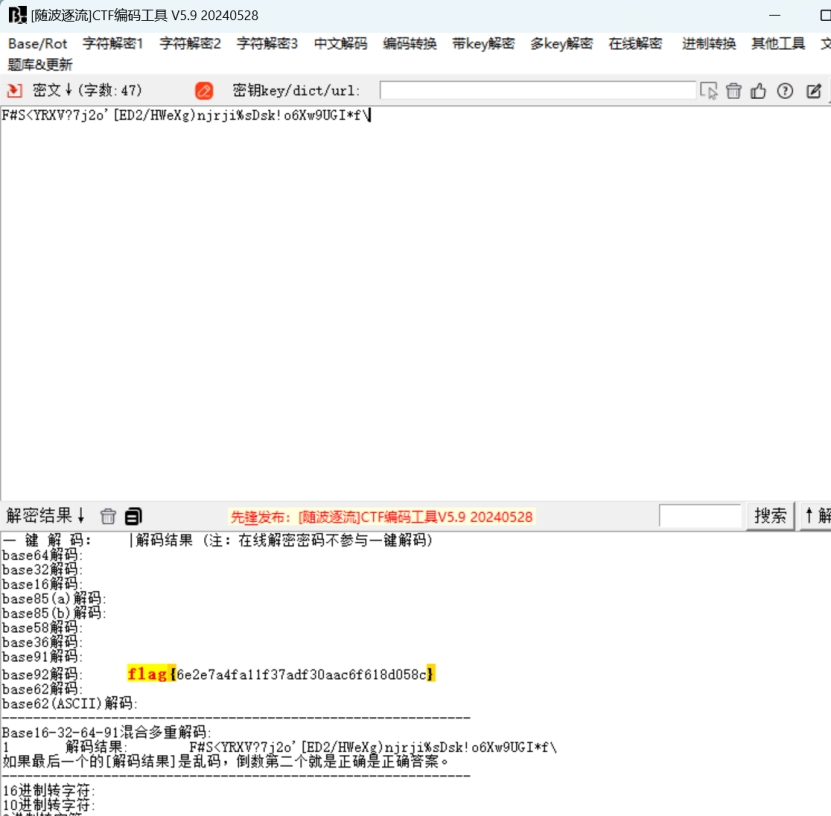 [随波逐流]CTF编码工具 V5.9 20240528
Base/Rot 字符解密1 字符解密2 字符解密3 中文解码 编码转换 带key解密 多key解密 在线解密 进制转换 其他工具 文
题库&更新
密文↓(字数:47) 密钥key/dict/url:
F#S<YRXV?7j2o'[ED2/HWeXg)njrji%sDsk!o6Xw9UGI*f\
解密结果↓ 先锋发布: [随波逐流]CTF编码工具V5.9 20240528 搜索 ↑解
一 键 解 码: |解码结果 (注: 在线解密密码不参与一键解码)
base64解码:
base32解码:
base16解码:
base85(a)解码:
base85(b)解码:
base58解码:
base36解码:
base91解码:
base92解码: flag{6e2e7a4fa11f37adf30aac6f618d058c}
base62解码:
base62(ASCII)解码:
------------------------------------------------------------
Base16-32-64-91混合多重解码:
1 解码结果: F#S<YRXV?7j2o'[ED2/HWeXg)njrji%sDsk!o6Xw9UGI*f\
如果最后一个的[解码结果]是乱码，倒数第二个就是正确是正确答案。
------------------------------------------------------------
16进制转字符:
10进制转字符: